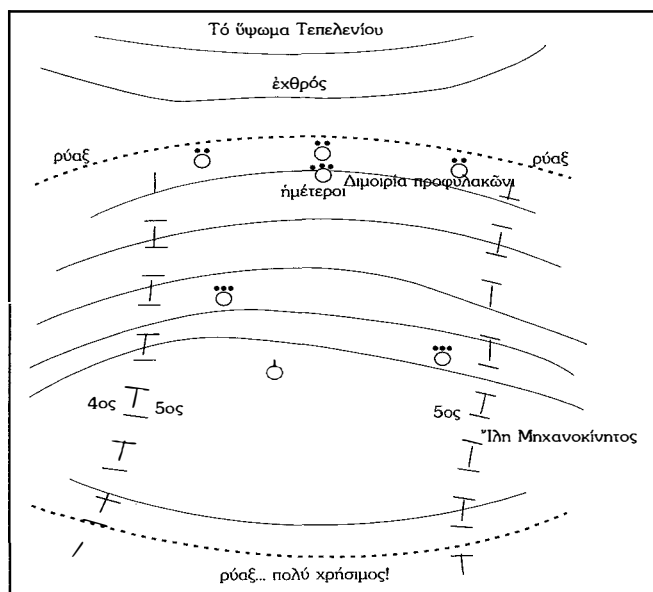 Τό ὕψωμα Τεπελενίου
ἐχθρός
ρύαξ
ρύαξ
Διμοιρία προφυλακῶν
ἡμέτεροι
4ος
5ος
5ος
Ἴλη Μηχανοκίνητος
ρύαξ... πολύ χρήσιμος!